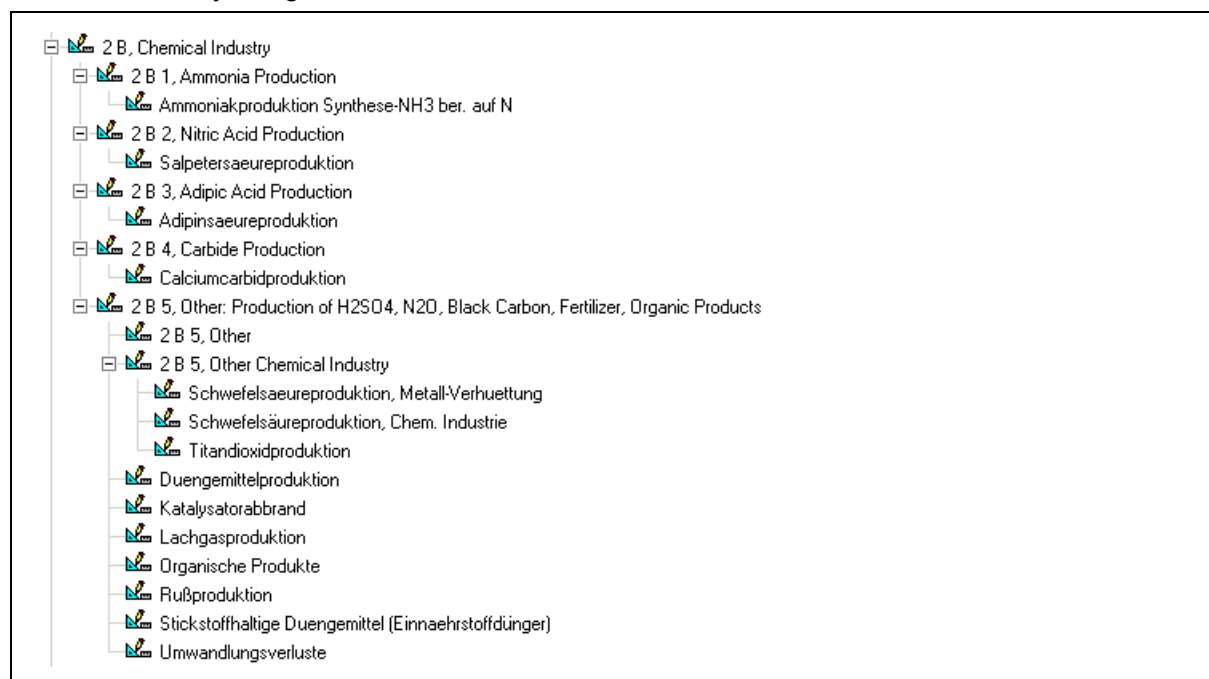 2 B, Chemical Industry
2 B 1, Ammonia Production
Ammoniakproduktion Synthese-NH3 ber. auf N
2 B 2, Nitric Acid Production
Salpetersaeureproduktion
2 B 3, Adipic Acid Production
Adipinsaeureproduktion
2 B 4, Carbide Production
Calciumcarbidproduktion
2 B 5, Other: Production of H2SO4, N2O, Black Carbon, Fertilizer, Organic Products
2 B 5, Other
2 B 5, Other Chemical Industry
Schwefelsaeureproduktion, Metall-Verhuettung
Schwefelsäureproduktion, Chem. Industrie
Titandioxidproduktion
Duengemittelproduktion
Katalysatorabbrand
Lachgasproduktion
Organische Produkte
Rußproduktion
Stickstoffhaltige Duengemittel (Einnaehrstoffdünger)
Umwandlungsverluste